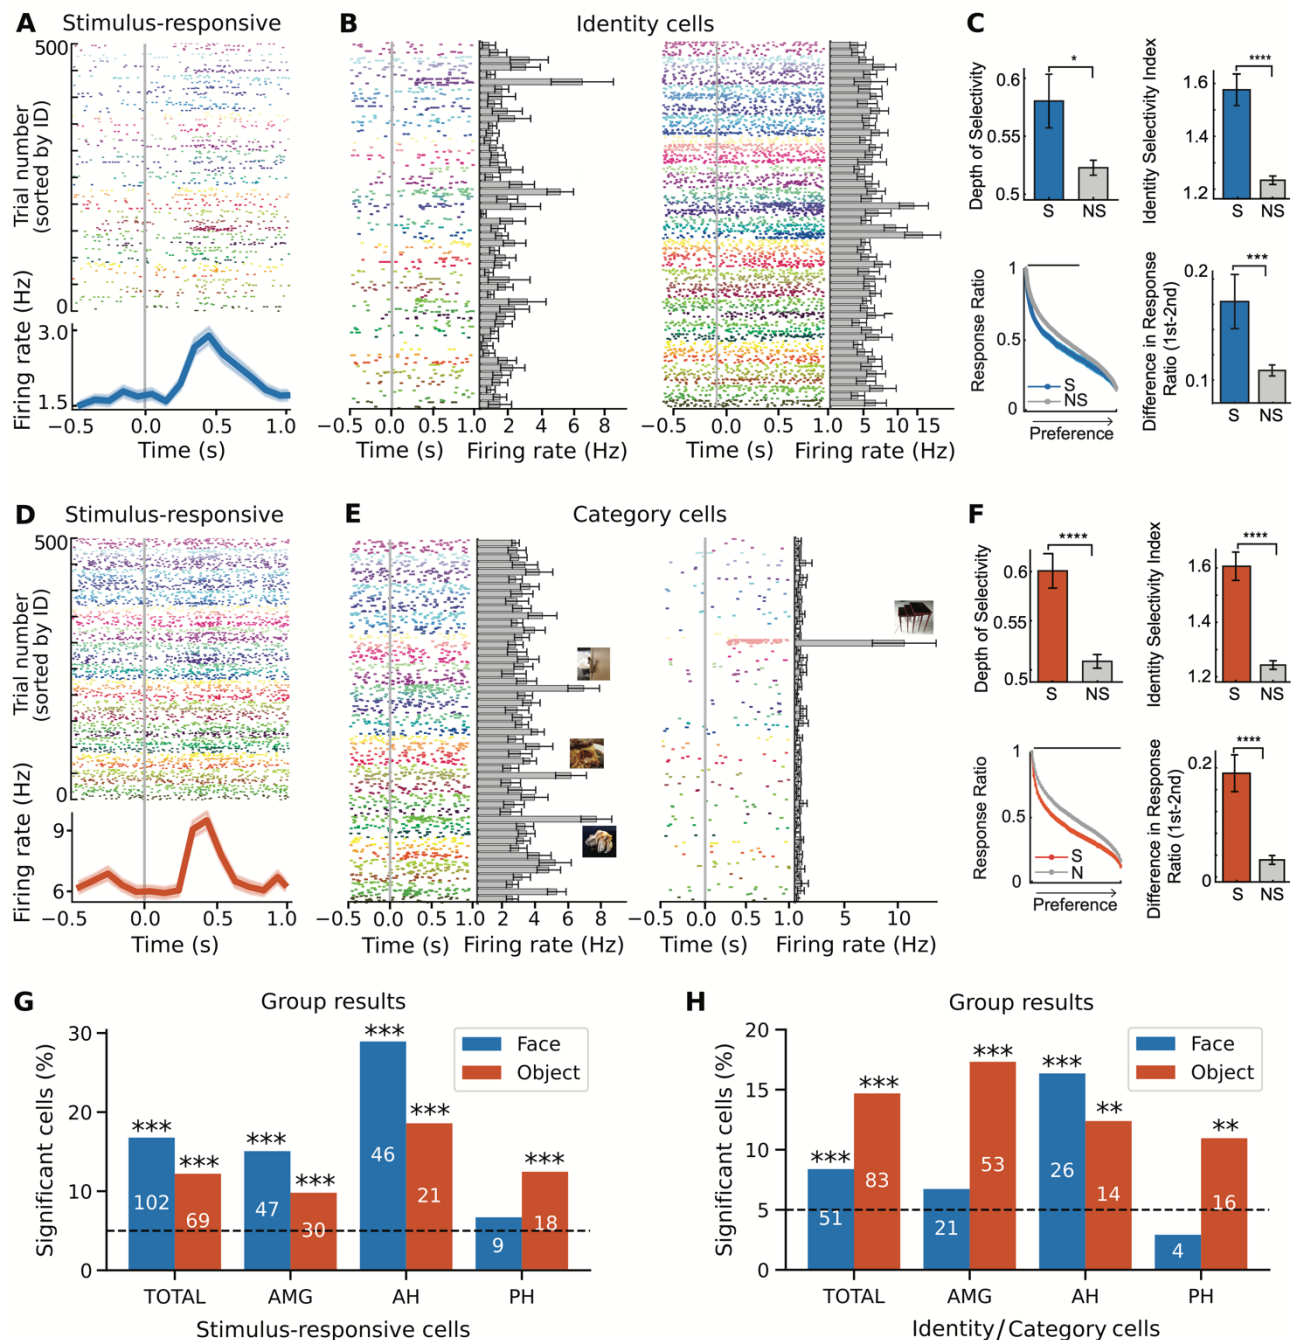 A Stimulus-responsive
500
Trial number
(sorted by ID)
0
Firing rate (Hz)
3.0
1.5
−0.5 0.0 0.5 1.0
Time (s)
B Identity cells
−0.5 0.0 0.5 1.0 2 4 6 8
Time (s) Firing rate (Hz)
−0.5 0.0 0.5 1.0 5 10 15
Time (s) Firing rate (Hz)
C
Depth of Selectivity
0.6
0.55
0.5
*
S NS
Identity Selectivity Index
1.6
1.4
1.2
****
S NS
Response Ratio
1
0.5
0
S
NS
Preference
Difference in Response
Ratio (1st-2nd)
0.2
0.1
***
S NS
D Stimulus-responsive
500
Trial number
(sorted by ID)
0
Firing rate (Hz)
9
6
−0.5 0.0 0.5 1.0
Time (s)
E Category cells
−0.5 0.0 0.5 1.0 2 4 6 8
Time (s) Firing rate (Hz)
−0.5 0.0 0.5 1.0 5 10
Time (s) Firing rate (Hz)
F
Depth of Selectivity
0.6
0.55
0.5
****
S NS
Identity Selectivity Index
1.6
1.4
1.2
****
S NS
Response Ratio
1
0.5
0
S
N
Preference
Difference in Response
Ratio (1st-2nd)
0.2
0
****
S NS
G Group results
Significant cells (%)
30
20
10
0
Face
Object
*** *** *** *** *** *** ***
102 69 47 30 46 21 9 18
TOTAL AMG AH PH
Stimulus-responsive cells
H Group results
Significant cells (%)
20
15
10
5
0
Face
Object
*** *** *** *** ** **
51 83 21 53 26 14 4 16
TOTAL AMG AH PH
Identity/Category cells